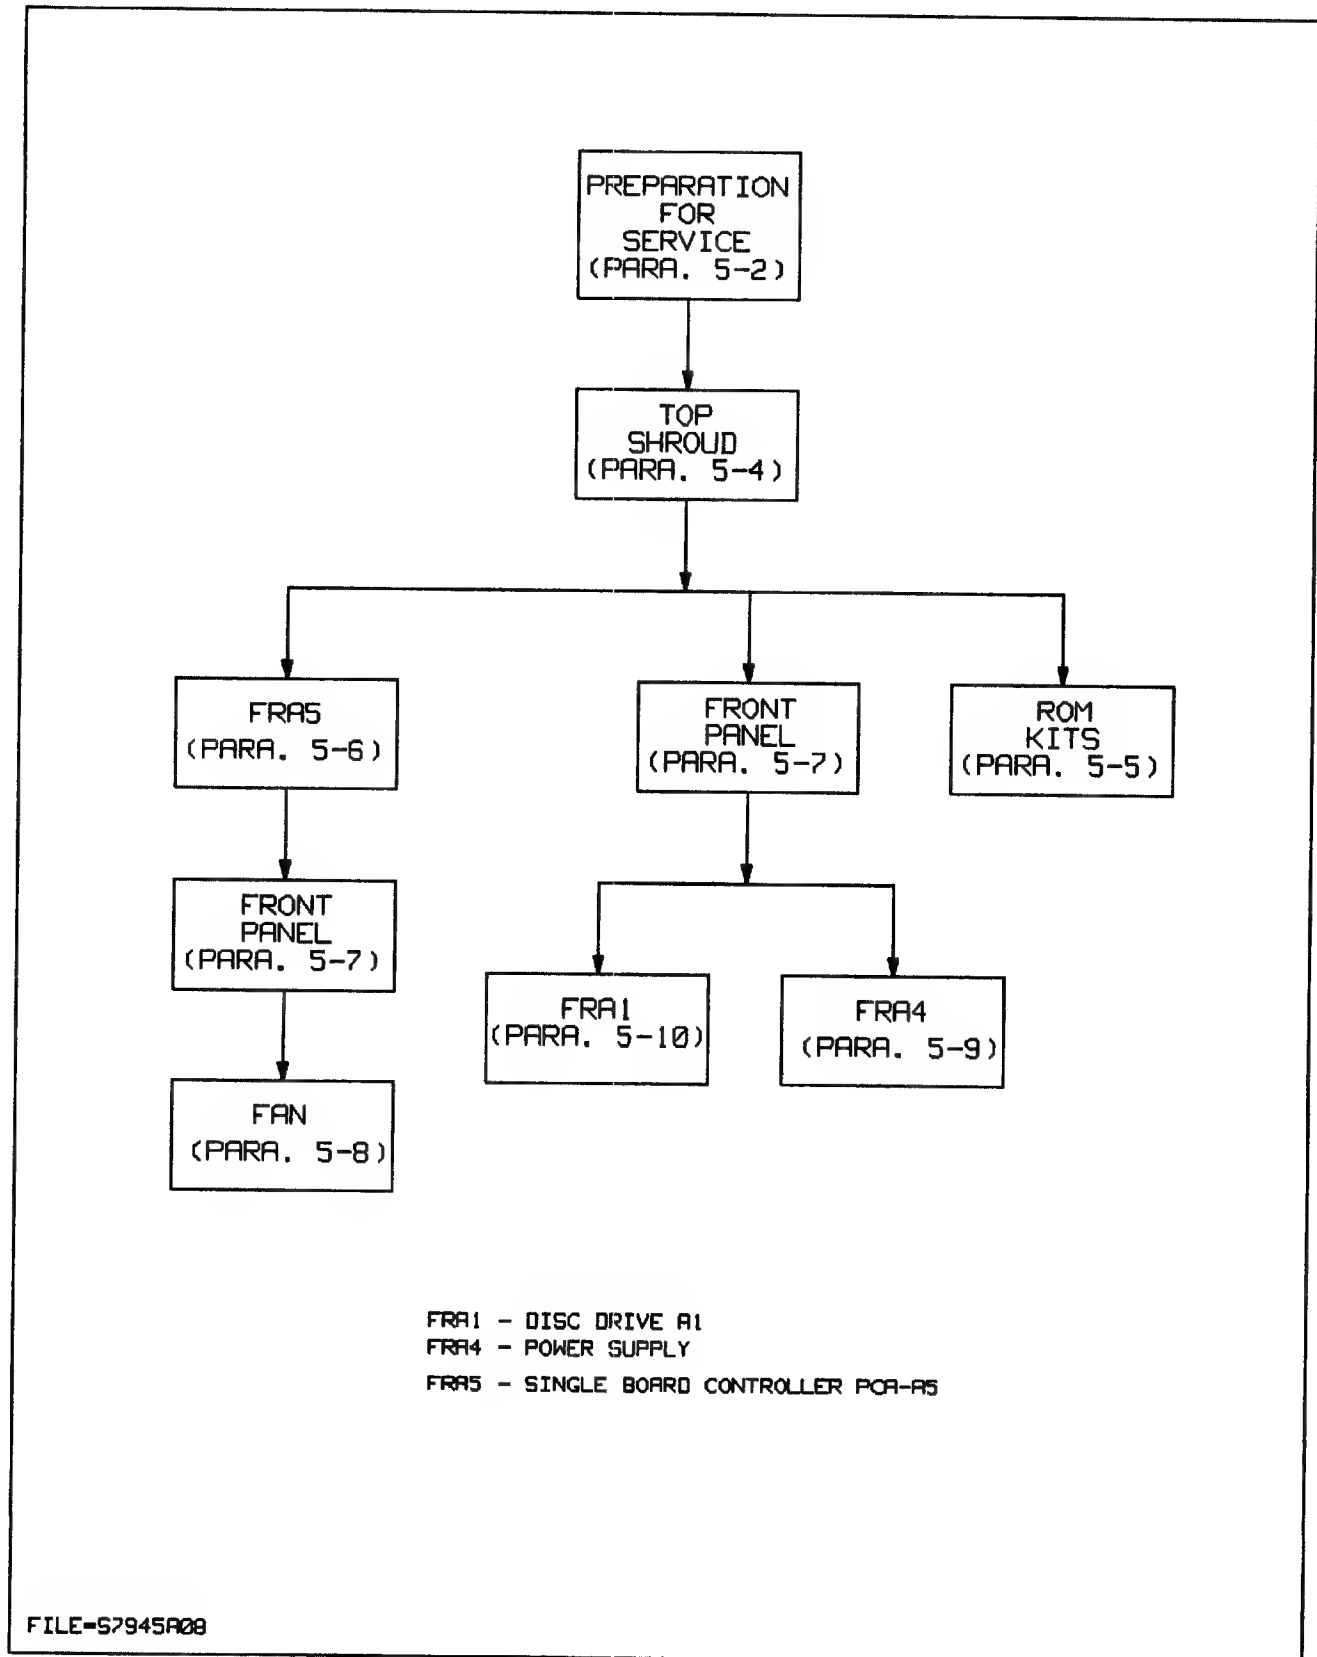 PREPARATION
FOR
SERVICE
(PARA. 5-2)
TOP
SHROUD
(PARA. 5-4)
FRA5
(PARA. 5-6)
FRONT
PANEL
(PARA. 5-7)
ROM
KITS
(PARA. 5-5)
FRONT
PANEL
(PARA. 5-7)
FRA1
(PARA. 5-10)
FRA4
(PARA. 5-9)
FAN
(PARA. 5-8)
FRA1 - DISC DRIVE A1
FRA4 - POWER SUPPLY
FRA5 - SINGLE BOARD CONTROLLER PCA-A5
FILE=S7945A08